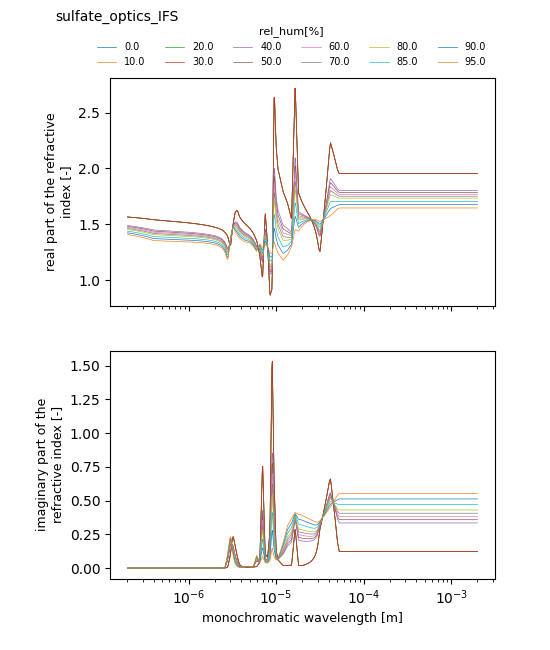 sulfate_optics_IFS
rel_hum[%]
0.0 20.0 40.0 60.0 80.0 90.0
10.0 30.0 50.0 70.0 85.0 95.0
real part of the refractive
index [-]
2.5
2.0
1.5
1.0
imaginary part of the
refractive index [-]
1.50
1.25
1.00
0.75
0.50
0.25
0.00
10⁻⁶ 10⁻⁵ 10⁻⁴ 10⁻³
monochromatic wavelength [m]